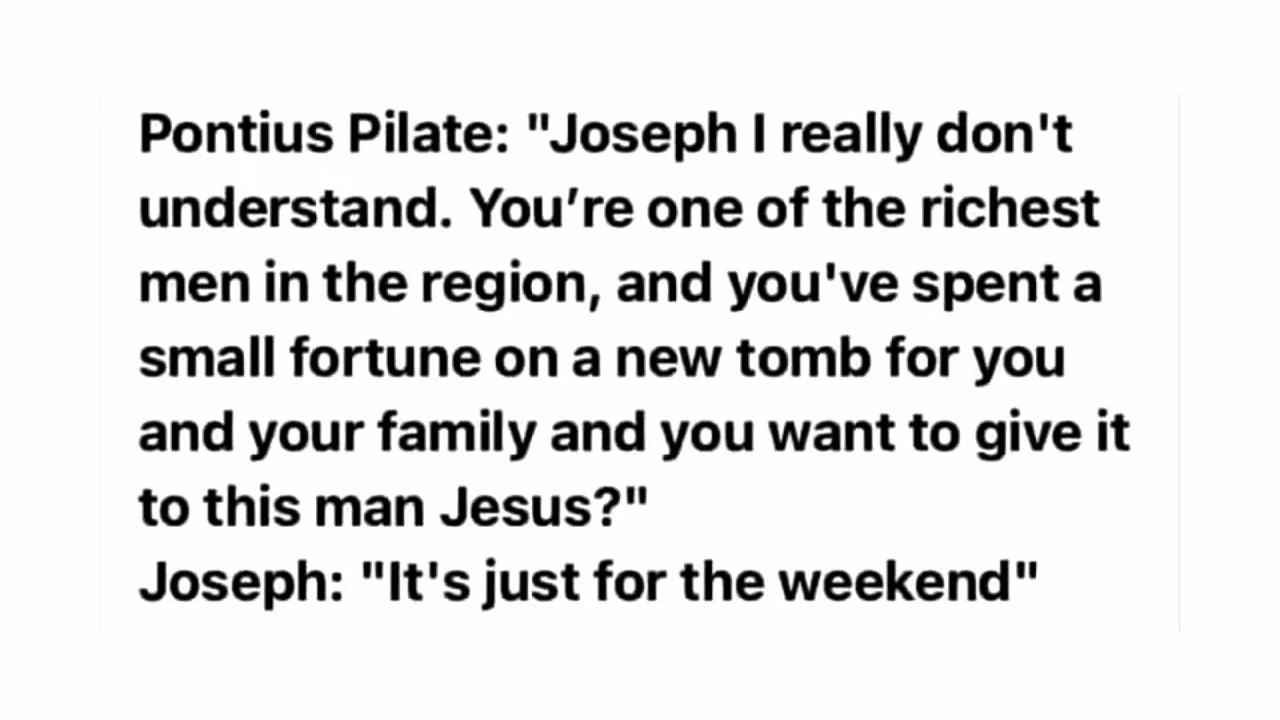 Pontius Pilate: "Joseph I really don't
understand. You’re one of the richest
men in the region, and you've spent a
small fortune on a new tomb for you
and your family and you want to give it
to this man Jesus?"
Joseph: "It's just for the weekend"